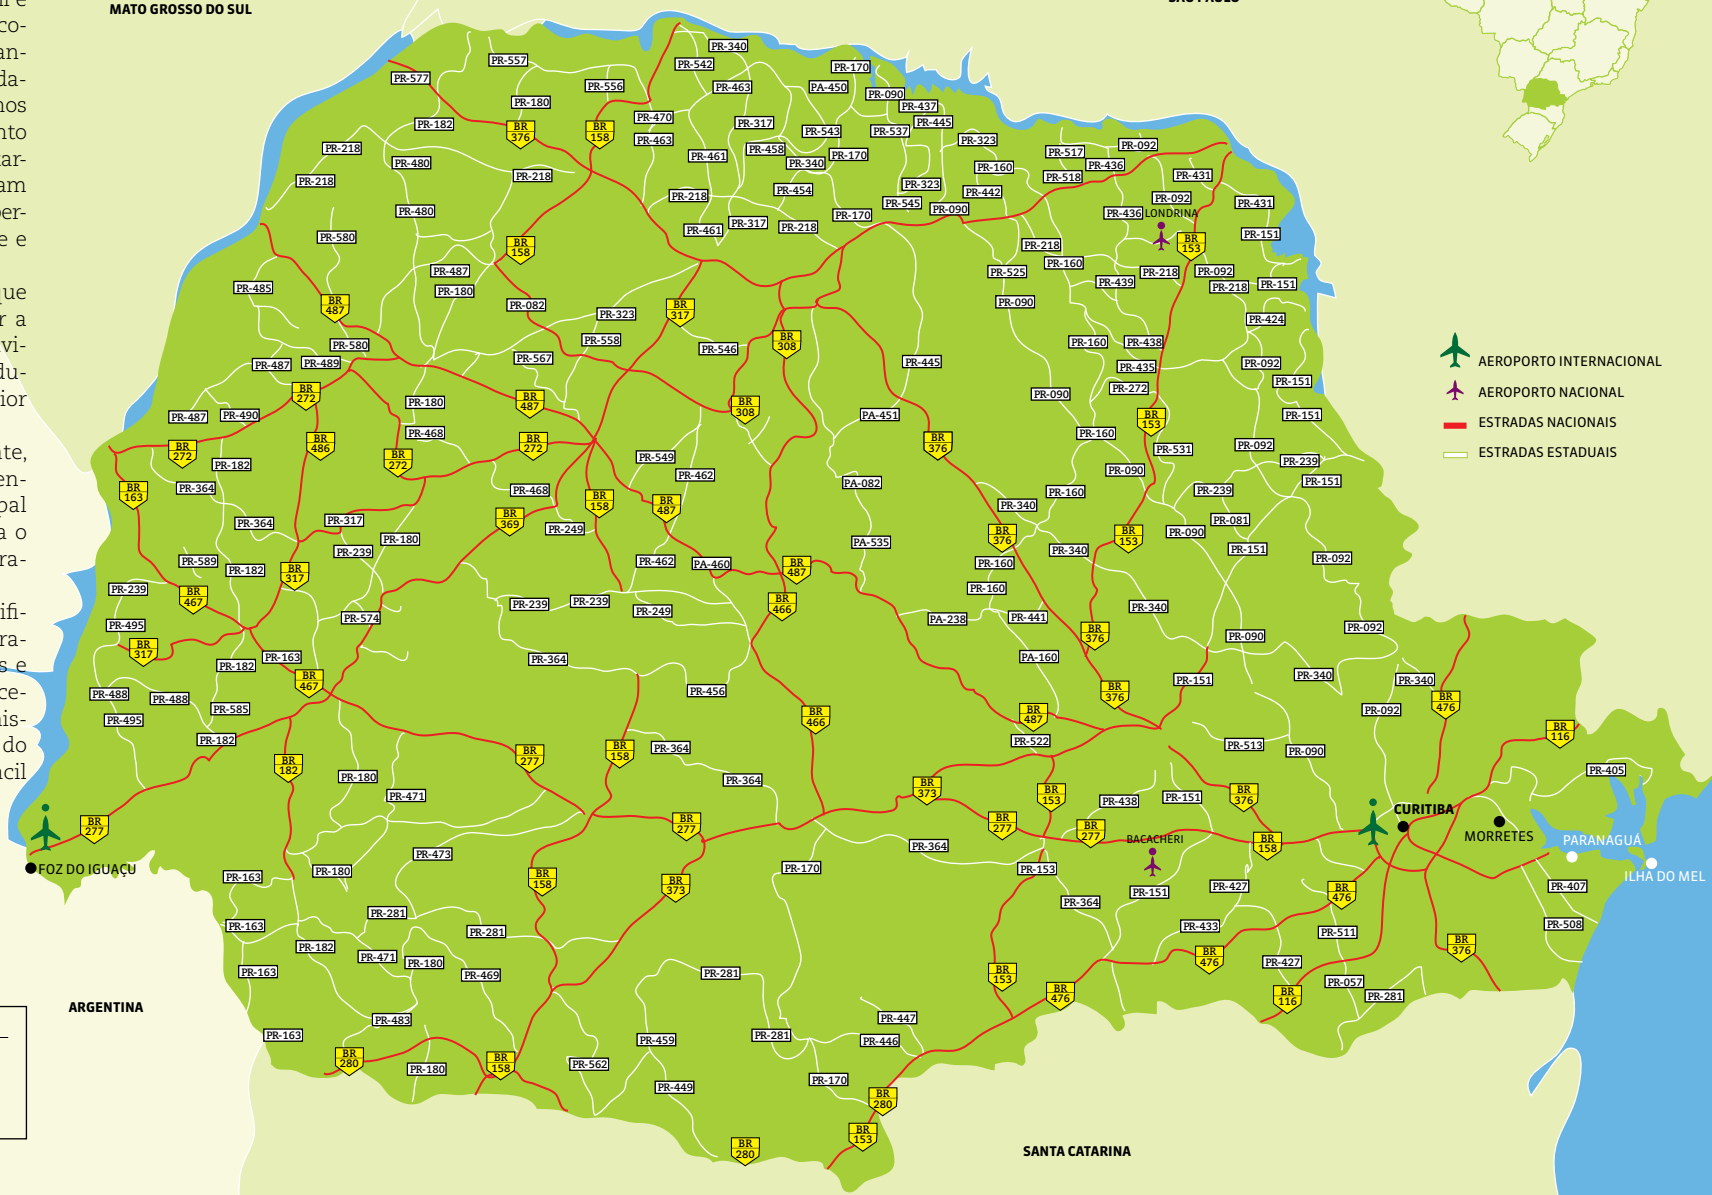 MATO GROSSO DO SUL
PR-340
PR-557
PR-542
PR-170
PR-577
PR-556
PR-463
PA-450
PR-090
PR-180
PR-437
PR-470
PR-317
PR-445
PR-182
BR 376
BR 158
PR-463
PR-543
PR-537
PR-323
PR-092
PR-218
PR-458
PR-517
PR-461
PR-170
PR-480
PR-340
PR-436
PR-160
PR-218
PR-218
PR-518
PR-431
PR-323
PR-454
PR-442
PR-218
PR-092
PR-545
PR-431
PR-480
PR-090
PR-436
LONDRINA
PR-170
PR-317
PR-218
PR-461
PR-151
PR-580
BR 158
PR-218
BR 153
PR-160
PR-487
PR-525
PR-218
PR-092
PR-439
PR-151
PR-485
PR-180
PR-218
PR-090
BR 487
PR-082
PR-323
BR 317
PR-424
PR-558
BR 308
PR-160
PR-438
PR-580
PR-546
AEROPORTO INTERNACIONAL
PR-487
PR-489
PR-567
PR-445
PR-435
PR-092
PR-151
AEROPORTO NACIONAL
BR 272
PR-272
PR-090
PR-180
BR 487
BR 308
PR-487
PR-490
PA-451
PR-151
BR 153
ESTRADAS NACIONAIS
PR-468
PR-160
BR 486
BR 272
BR 376
PR-092
ESTRADAS ESTADUAIS
BR 272
BR 272
PR-549
PR-531
PR-239
PR-182
PR-462
PR-090
PR-151
BR 163
PR-364
PR-468
PA-082
PR-160
PR-239
BR 158
BR 487
PR-340
PR-364
PR-317
BR 369
PR-249
PR-081
PR-090
PR-180
BR 376
BR 153
PA-535
PR-239
PR-340
PR-151
PR-092
PR-589
PR-182
BR 317
PR-462
PA-460
BR 487
PR-160
PR-239
BR 467
PR-160
PR-239
PR-239
PR-249
BR 466
PR-340
PR-574
PA-238
PR-441
PR-495
PR-092
BR 317
BR 376
PR-090
PR-182
PR-163
PR-364
PA-160
BR 467
PR-151
PR-340
PR-340
PR-488
PR-488
PR-456
BR 376
BR 476
PR-585
PR-092
PR-495
BR 466
BR 487
BR 116
PR-182
PR-364
PR-522
PR-513
PR-090
BR 277
BR 158
BR 182
PR-405
PR-180
PR-364
BR 373
PR-471
BR 153
PR-438
PR-151
BR 376
CURITIBA
BR 277
BR 277
BR 277
BR 277
MORRETES
BACACHERI
PARANAGUÁ
BR 158
PR-364
PR-473
FOZ DO IGUAÇU
PR-180
PR-163
PR-170
PR-153
ILHA DO MEL
BR 158
BR 373
PR-151
PR-427
BR 476
PR-407
PR-364
PR-281
PR-163
PR-433
PR-508
PR-281
PR-511
PR-182
BR 376
PR-471
PR-180
BR 476
PR-427
PR-163
PR-469
PR-281
BR 153
PR-057
BR 476
BR 116
PR-281
ARGENTINA
PR-483
PR-447
PR-163
PR-459
PR-281
PR-446
BR 280
PR-180
BR 158
PR-562
PR-449
PR-170
BR 280
BR 153
BR 280
SANTA CATARINA